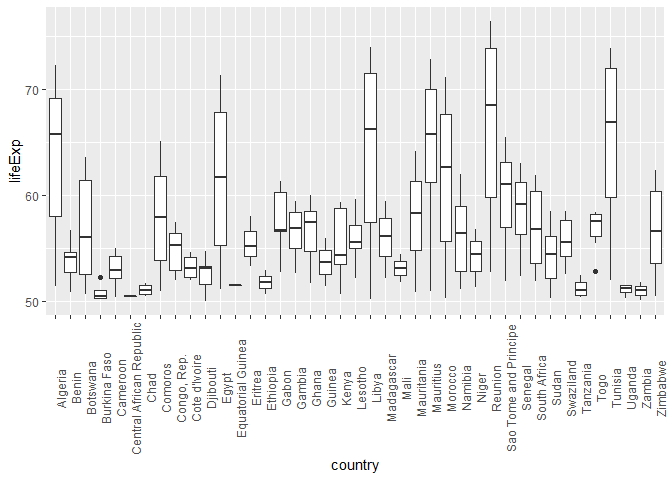 lifeExp
70
60
50
Algeria
Benin
Botswana
Burkina Faso
Cameroon
Central African Republic
Chad
Comoros
Congo, Rep.
Cote d'Ivoire
Djibouti
Egypt
Equatorial Guinea
Eritrea
Ethiopia
Gabon
Gambia
Ghana
Guinea
Kenya
Lesotho
Libya
Madagascar
Mali
Mauritania
Mauritius
Morocco
Namibia
Niger
Reunion
Sao Tome and Principe
Senegal
South Africa
Sudan
Swaziland
Tanzania
Togo
Tunisia
Uganda
Zambia
Zimbabwe
country